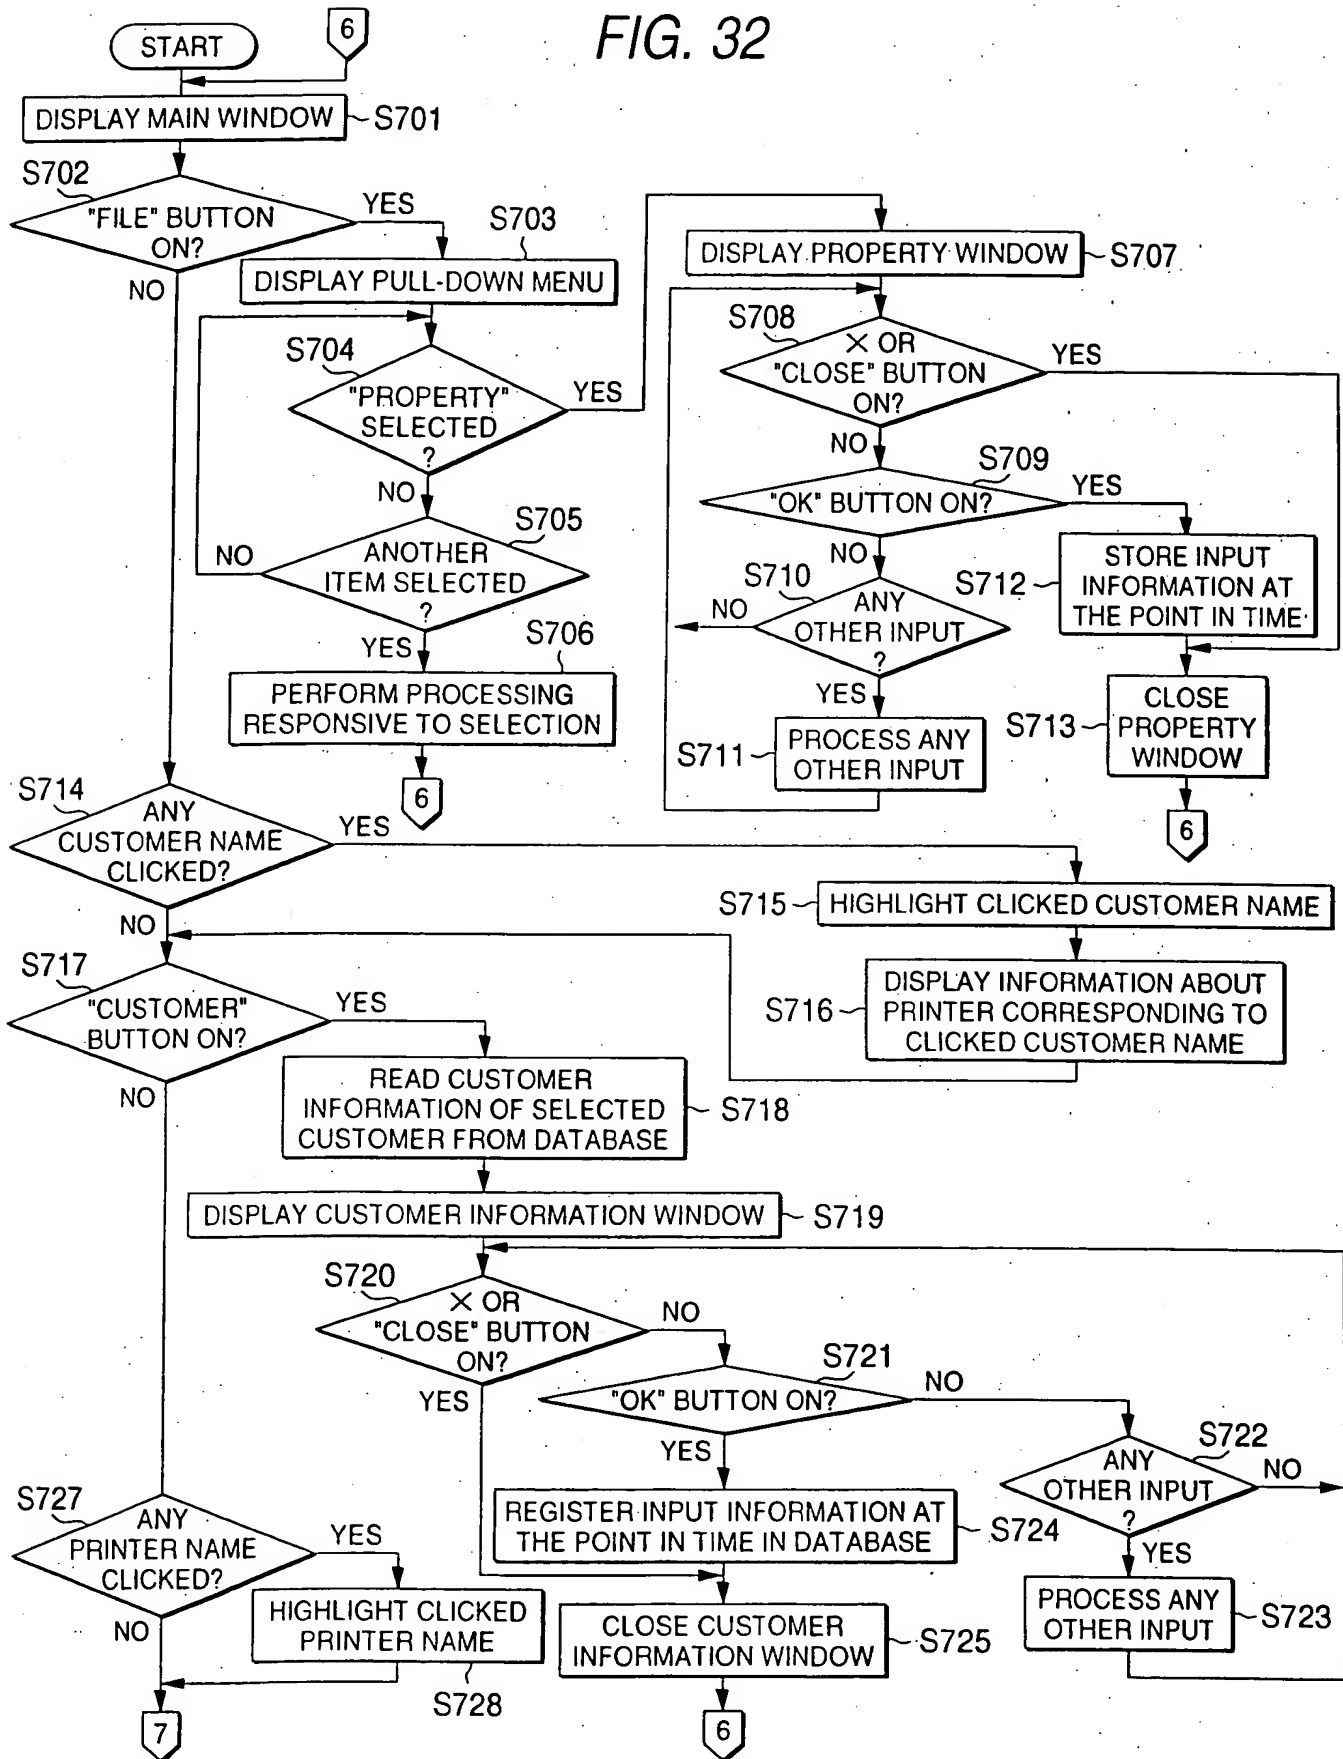 FIG. 32
START
6
DISPLAY MAIN WINDOW
S701
S702
"FILE" BUTTON
ON?
YES
NO
S703
DISPLAY PULL-DOWN MENU
S704
"PROPERTY"
SELECTED
?
YES
NO
S705
ANOTHER
ITEM SELECTED
?
NO
YES
S706
PERFORM PROCESSING
RESPONSIVE TO SELECTION
6
DISPLAY PROPERTY WINDOW
S707
S708
X OR
"CLOSE" BUTTON
ON?
YES
NO
S709
"OK" BUTTON ON?
YES
NO
S710
ANY
OTHER INPUT
?
NO
YES
S711
PROCESS ANY
OTHER INPUT
S712
STORE INPUT
INFORMATION AT
THE POINT IN TIME
S713
CLOSE
PROPERTY
WINDOW
6
S714
ANY
CUSTOMER NAME
CLICKED?
YES
NO
S715
HIGHLIGHT CLICKED CUSTOMER NAME
S716
DISPLAY INFORMATION ABOUT
PRINTER CORRESPONDING TO
CLICKED CUSTOMER NAME
S717
"CUSTOMER"
BUTTON ON?
YES
NO
READ CUSTOMER
INFORMATION OF SELECTED
CUSTOMER FROM DATABASE
S718
DISPLAY CUSTOMER INFORMATION WINDOW
S719
S720
X OR
"CLOSE" BUTTON
ON?
NO
YES
S721
"OK" BUTTON ON?
NO
YES
S722
ANY
OTHER INPUT
?
NO
YES
PROCESS ANY
OTHER INPUT
S723
REGISTER INPUT INFORMATION AT
THE POINT IN TIME IN DATABASE
S724
CLOSE CUSTOMER
INFORMATION WINDOW
S725
6
S727
ANY
PRINTER NAME
CLICKED?
YES
NO
HIGHLIGHT CLICKED
PRINTER NAME
S728
7